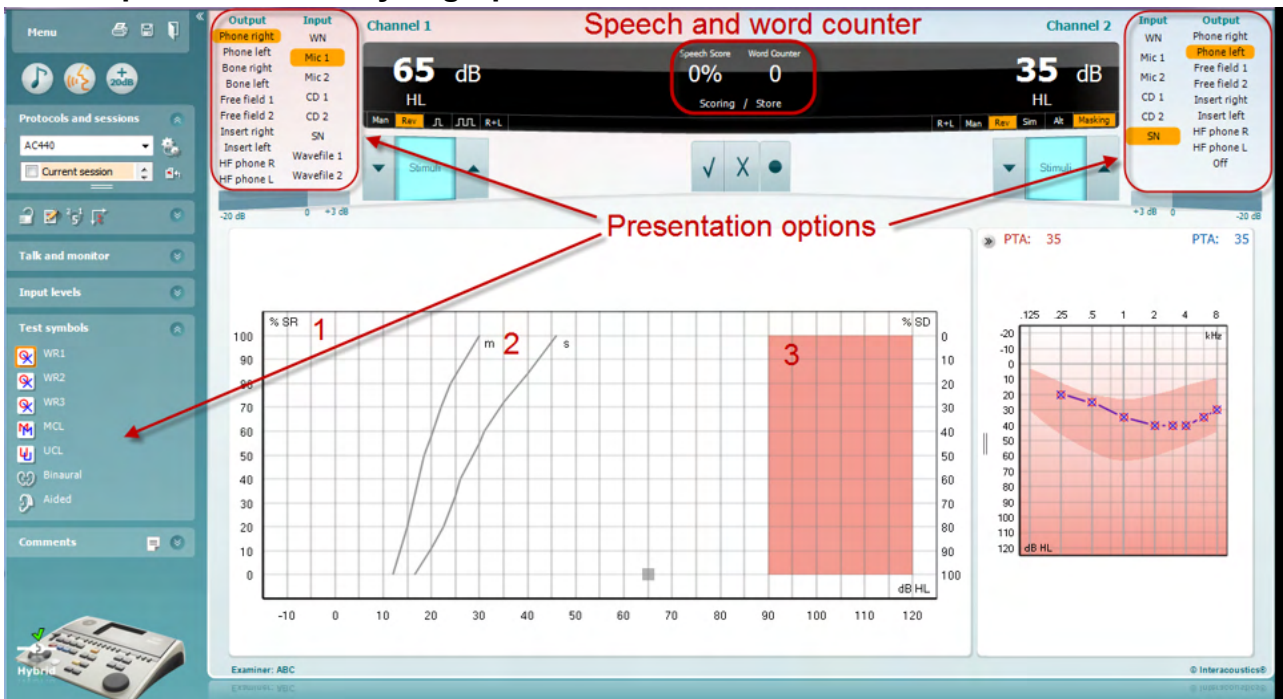 Menu
Output Input
Phone right WN
Phone left Mic 1
Bone right Mic 2
Bone left CD 1
Free field 1 CD 2
Free field 2 SN
Insert right Wavefile 1
Insert left Wavefile 2
HF phone R
HF phone L
Channel 1
Speech and word counter
Channel 2
Input Output
WN Phone right
Mic 1 Phone left
Mic 2 Free field 1
CD 1 Free field 2
CD 2 Insert right
SN Insert left
HF phone R
HF phone L
Off
65 dB
HL
Speech Score Word Counter
0% 0
Scoring / Store
35 dB
HL
Man Rev R+L
R+L Man Rev Sim Alt Masking
Stimuli
Stimuli
-20 dB 0 +3 dB
+3 dB 0 -20 dB
+20dB
Protocols and sessions
AC440
Current session
Talk and monitor
Input levels
Test symbols
WR1
WR2
WR3
MCL
UCL
Binaural
Aided
Comments
Hybrid
Presentation options
PTA: 35 PTA: 35
% SR 1
m 2 s
3
% SD
100 0
90 10
80 20
70 30
60 40
50 50
40 60
30 70
20 80
10 90
0 100
dB HL
-10 0 10 20 30 40 50 60 70 80 90 100 110 120
.125 .25 .5 1 2 4 8
kHz
-20
-10
0
10
20
30
40
50
60
70
80
90
100
110
120 dB HL
Examiner: ABC
© Interacoustics®